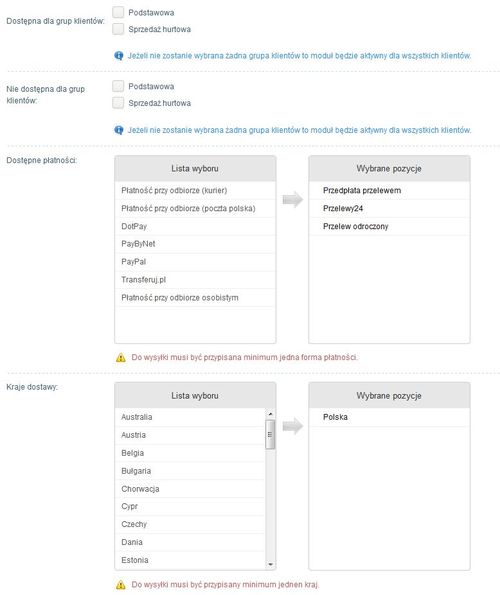 Dostępna dla grup klientów:
Podstawowa
Sprzedaż hurtowa
Jeżeli nie zostanie wybrana żadna grupa klientów to moduł będzie aktywny dla wszystkich klientów.
Nie dostępna dla grup klientów:
Podstawowa
Sprzedaż hurtowa
Jeżeli nie zostanie wybrana żadna grupa klientów to moduł będzie aktywny dla wszystkich klientów.
Dostępne płatności:
Lista wyboru
Płatność przy odbiorze (kurier)
Płatność przy odbiorze (poczta polska)
DotPay
PayByNet
PayPal
Transferuj.pl
Płatność przy odbiorze osobistym
Wybrane pozycje
Przedpłata przelewem
Przelewy24
Przelew odroczony
Do wysyłki musi być przypisana minimum jedna forma płatności.
Kraje dostawy:
Lista wyboru
Australia
Austria
Belgia
Bułgaria
Chorwacja
Cypr
Czechy
Dania
Estonia
Wybrane pozycje
Polska
Do wysyłki musi być przypisany minimum jednen kraj.